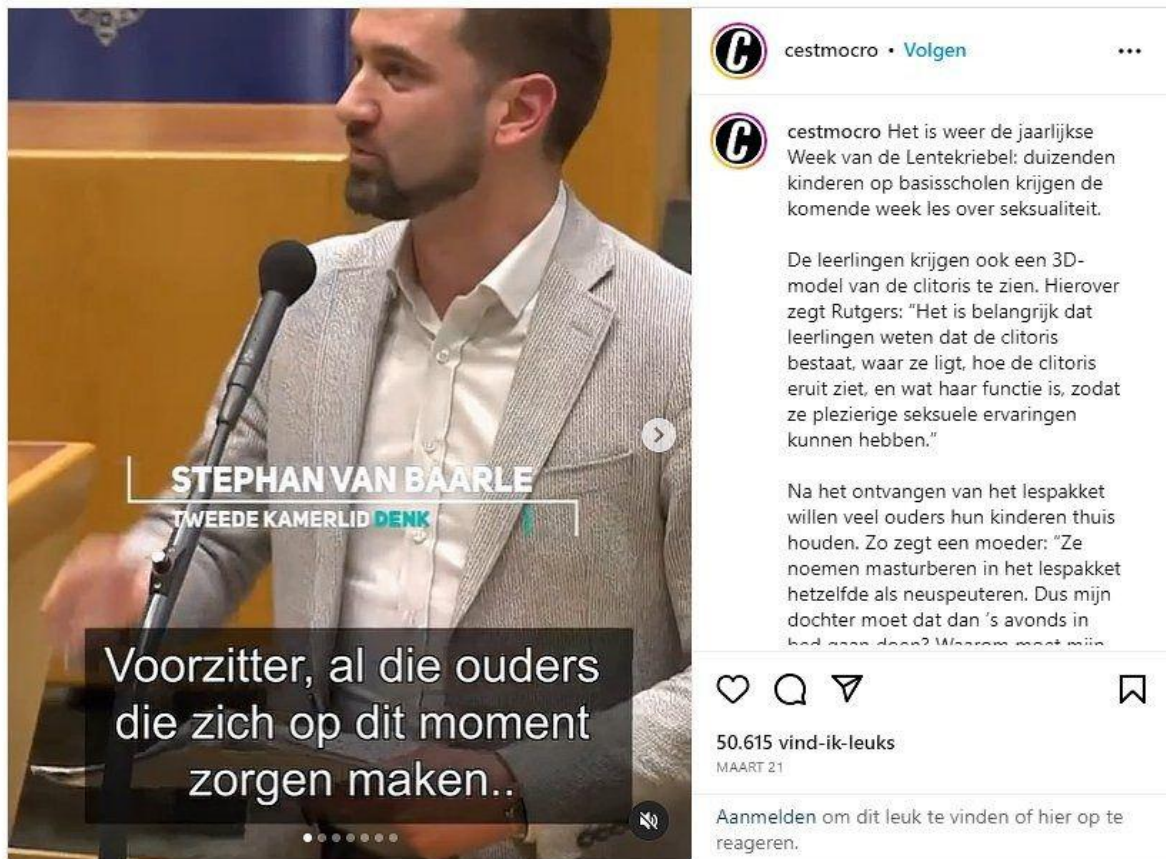 STEPHAN VAN BAARLE
TWEEDE KAMERLID DENK
Voorzitter, al die ouders
die zich op dit moment
zorgen maken..
C
cestmocro • Volgen
C
cestmocro Het is weer de jaarlijkse
Week van de Lentekriebel: duizenden
kinderen op basisscholen krijgen de
komende week les over seksualiteit.
De leerlingen krijgen ook een 3D-
model van de clitoris te zien. Hierover
zegt Rutgers: "Het is belangrijk dat
leerlingen weten dat de clitoris
bestaat, waar ze ligt, hoe de clitoris
eruit ziet, en wat haar functie is, zodat
ze plezierige seksuele ervaringen
kunnen hebben."
Na het ontvangen van het lespakket
willen veel ouders hun kinderen thuis
houden. Zo zegt een moeder: "Ze
noemen masturberen in het lespakket
hetzelfde als neuspeuteren. Dus mijn
dochter moet dat dan 's avonds in
bed gaan doen? Waarom moet mijn
50.615 vind-ik-leuks
MAART 21
Aanmelden om dit leuk te vinden of hier op te
reageren.